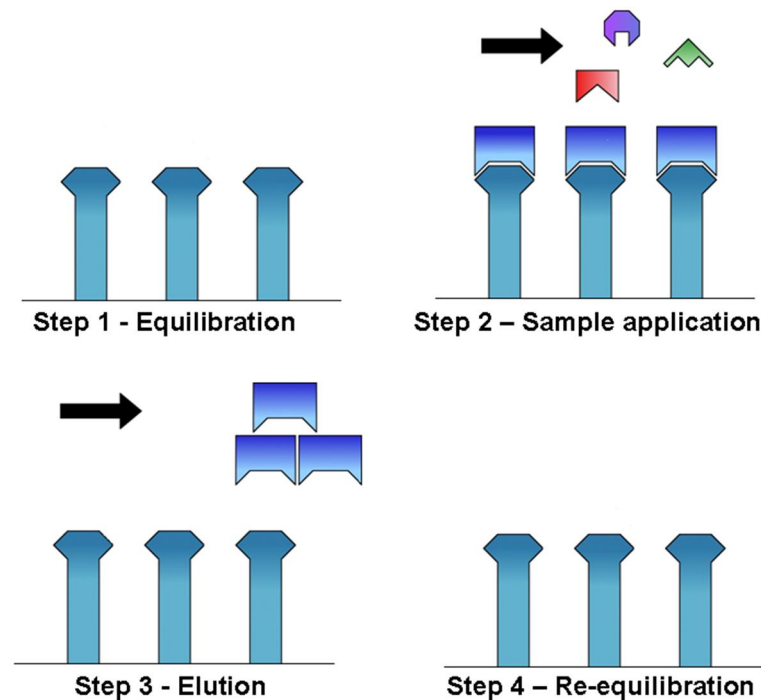 Step 1 - Equilibration
Step 2 – Sample application
Step 3 - Elution
Step 4 – Re-equilibration